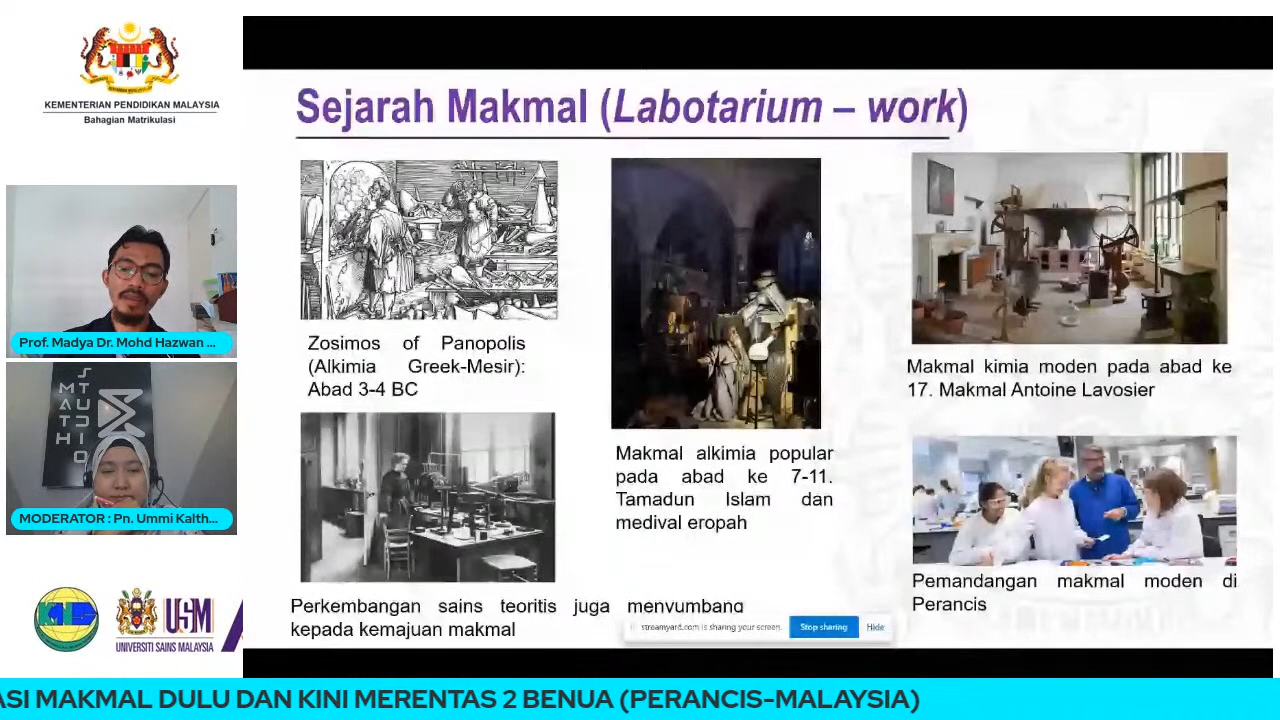 KEMENTERIAN PENDIDIKAN MALAYSIA
Bahagian Matrikulasi
Sejarah Makmal (Labotarium – work)
Zosimos of Panopolis
(Alkimia Greek-Mesir):
Abad 3-4 BC
Makmal alkimia popular
pada abad ke 7-11.
Tamadun Islam dan
medival eropah
Makmal kimia moden pada abad ke
17. Makmal Antoine Lavosier
Perkembangan sains teoritis juga menyumbang
kepada kemajuan makmal
Pemandangan makmal moden di
Perancis
streamyard.com is sharing your screen.
Stop sharing
Hide
Prof. Madya Dr. Mohd Hazwan ...
MATH
STUDIO
MODERATOR : Pn. Ummi Kalth...
USM
UNIVERSITI SAINS MALAYSIA
ASI MAKMAL DULU DAN KINI MERENTAS 2 BENUA (PERANCIS-MALAYSIA)